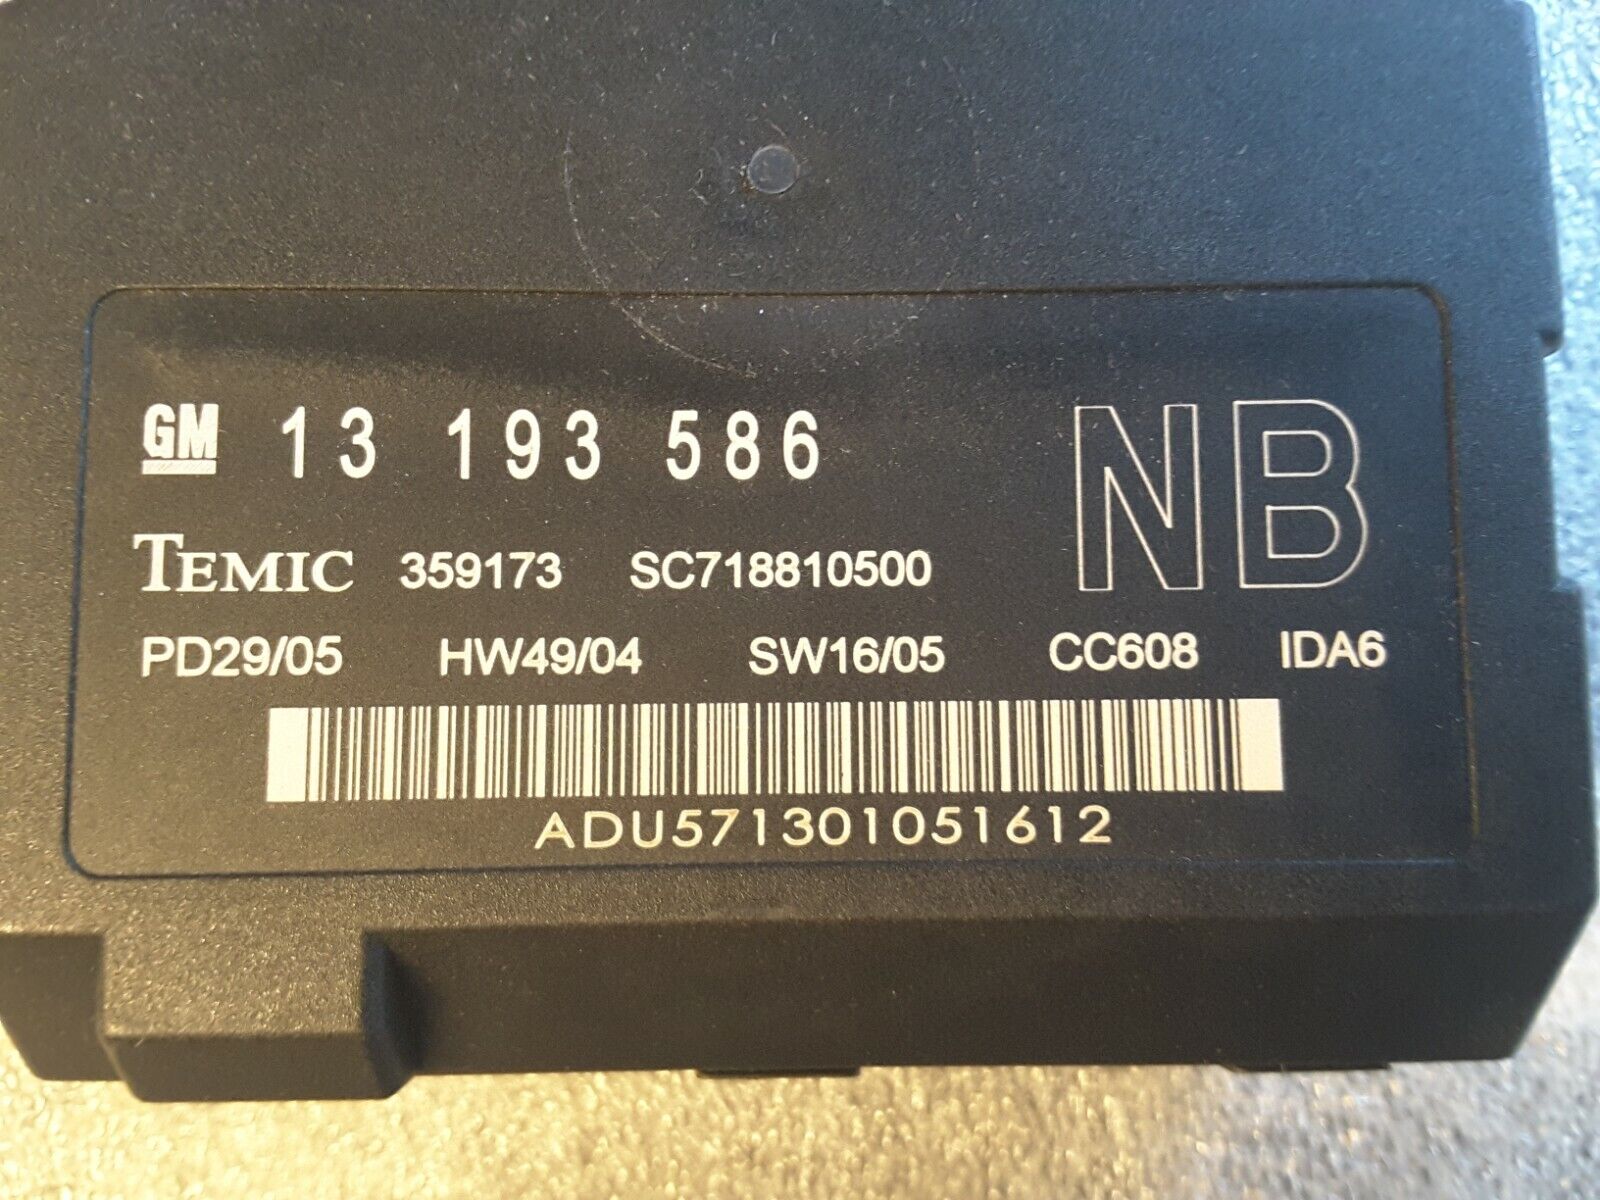 GM 13 193 586 NB
TEMIC 359173 SC718810500
PD29/05 HW49/04 SW16/05 CC608 IDA6
ADU571301051612